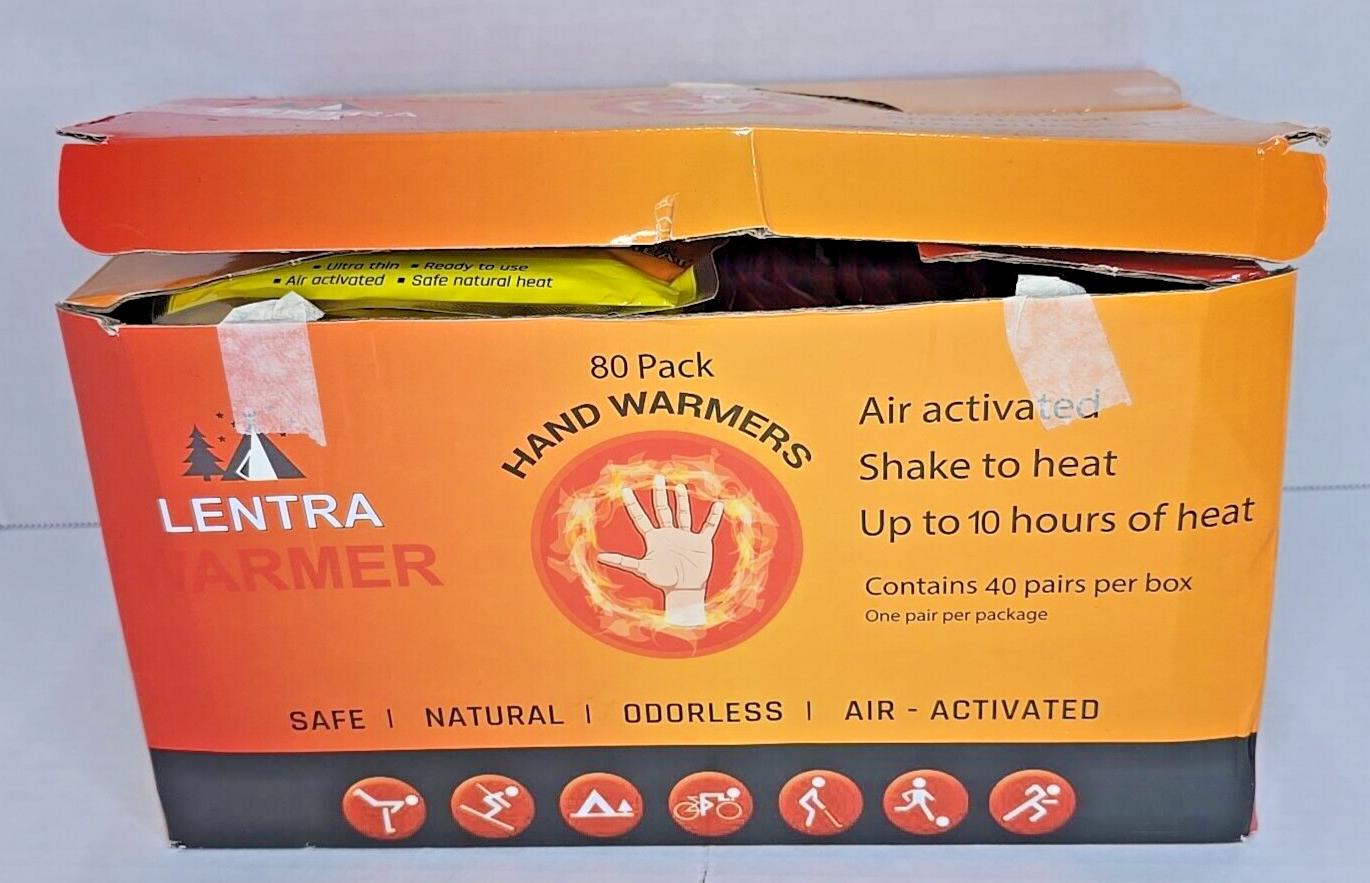 ▪ Ultra thin ▪ Ready to use
▪ Air activated ▪ Safe natural heat
80 Pack
HAND WARMERS
LENTRA
WARMER
Air activated
Shake to heat
Up to 10 hours of heat
Contains 40 pairs per box
One pair per package
SAFE | NATURAL | ODORLESS | AIR - ACTIVATED